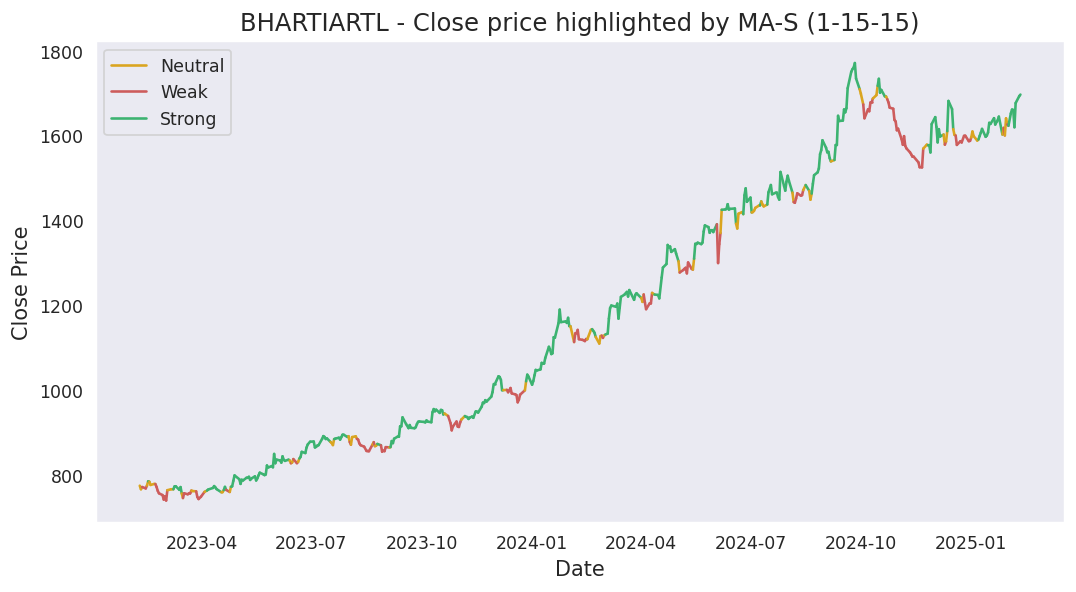 BHARTIARTL - Close price highlighted by MA-S (1-15-15)
Neutral
Weak
Strong
Close Price
1800
1600
1400
1200
1000
800
2023-04 2023-07 2023-10 2024-01 2024-04 2024-07 2024-10 2025-01
Date